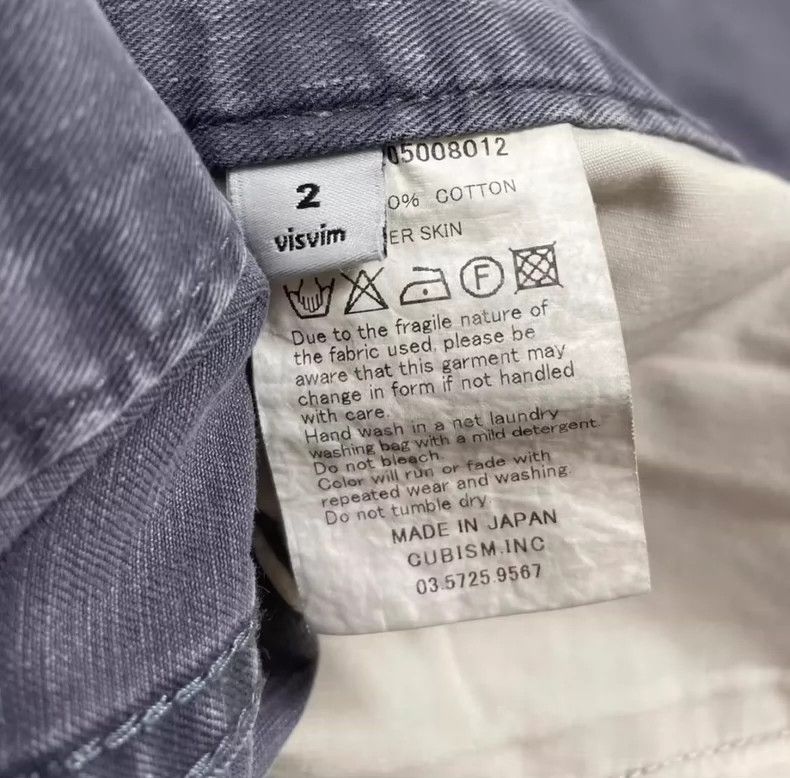 2
visvim
05008012
0% COTTON
ER SKIN
F
Due to the fragile nature of
the fabric used, please be
aware that this garment may
change in form if not handled
with care.
Hand wash in a net laundry
washing bag with a mild detergent.
Do not bleach.
Color will run or fade with
repeated wear and washing.
Do not tumble dry.
MADE IN JAPAN
CUBISM.INC
03.5725.9567